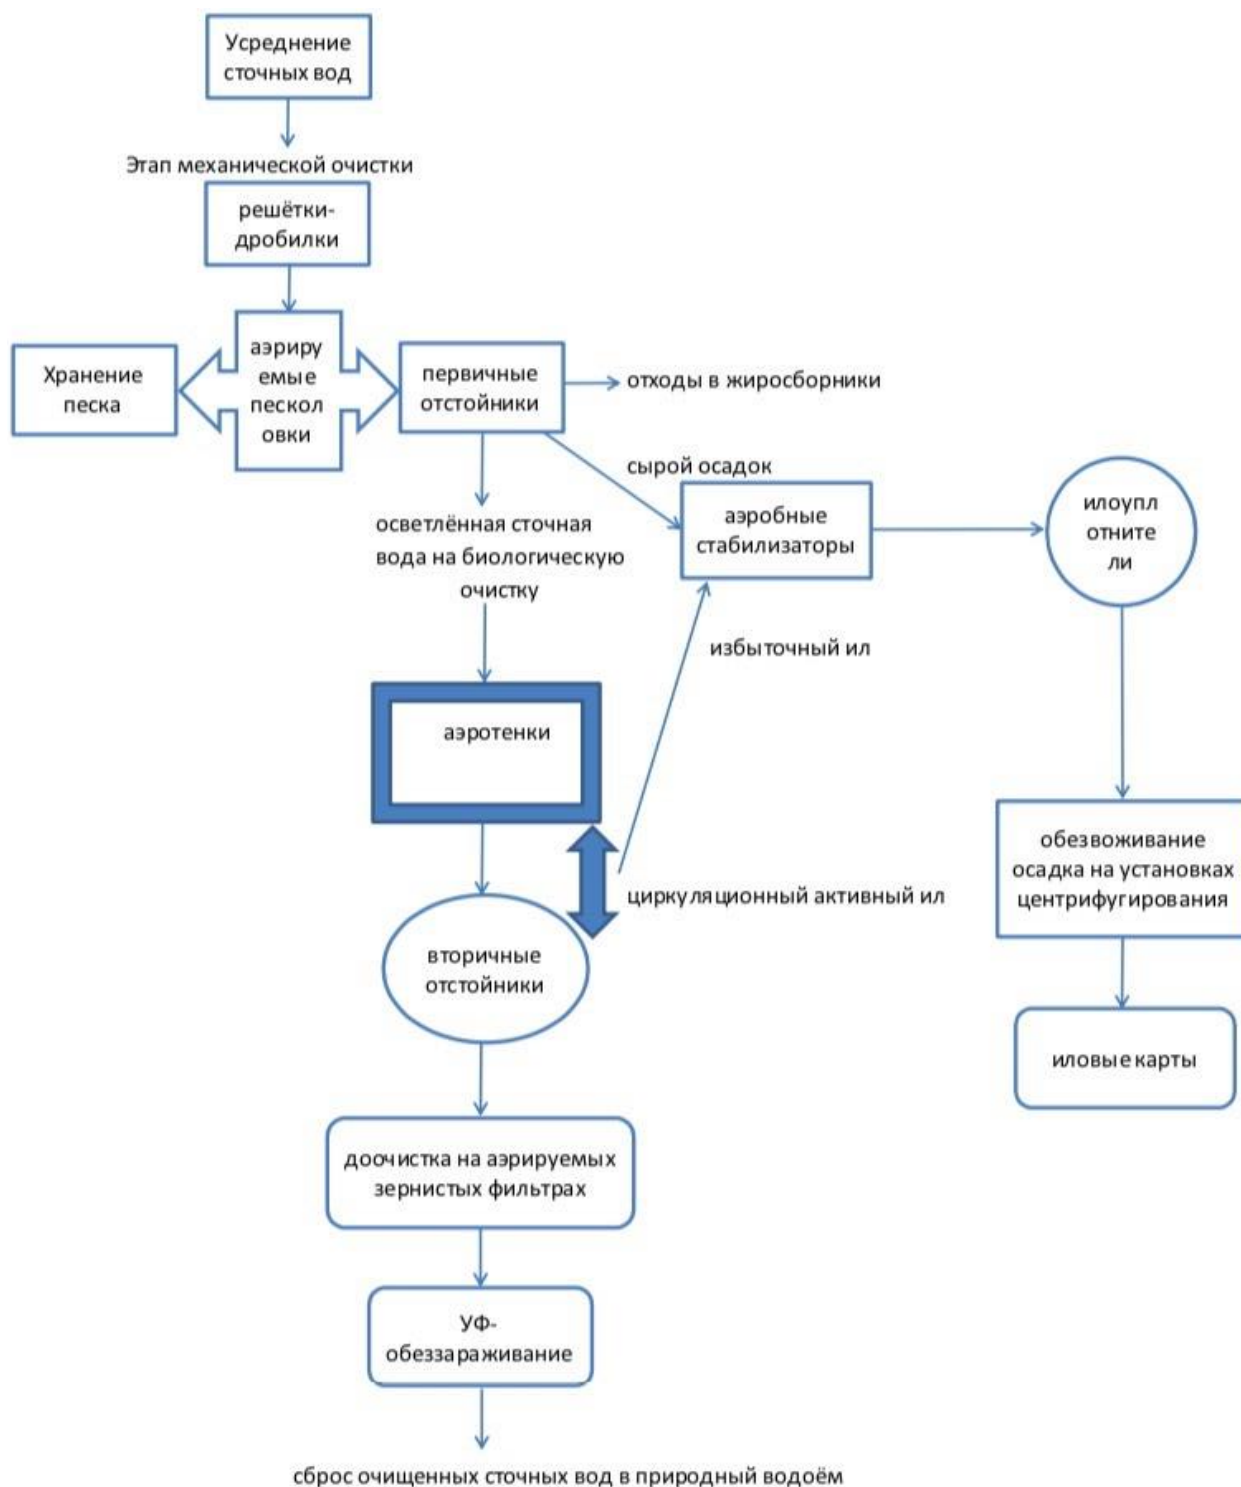 Усреднение
сточных вод
Этап механической очистки
решётки-
дробилки
Хранение
песка
аэриру
емые
пескол
овки
первичные
отстойники
отходы в жиросборники
сырой осадок
осветлённая сточная
вода на биологическую
очистку
аэробные
стабилизаторы
илоупл
отните
ли
избыточный ил
аэротенки
циркуляционный активный ил
обезвоживание
осадка на установках
центрифугирования
вторичные
отстойники
иловые карты
доочистка на аэрируемых
зернистых фильтрах
УФ-
обеззараживание
сброс очищенных сточных вод в природный водоём